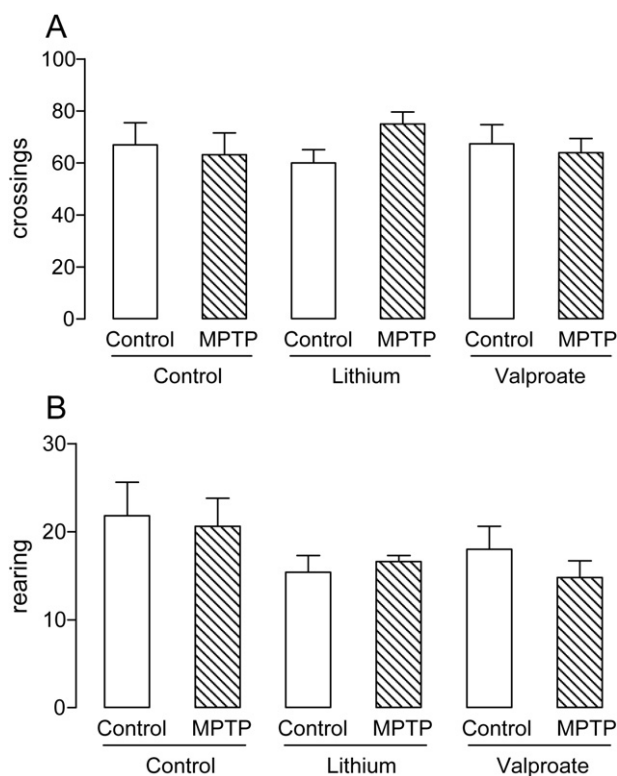 A
100
80
60
40
20
0
crossings
Control MPTP Control MPTP Control MPTP
Control Lithium Valproate
B
30
20
10
0
rearing
Control MPTP Control MPTP Control MPTP
Control Lithium Valproate